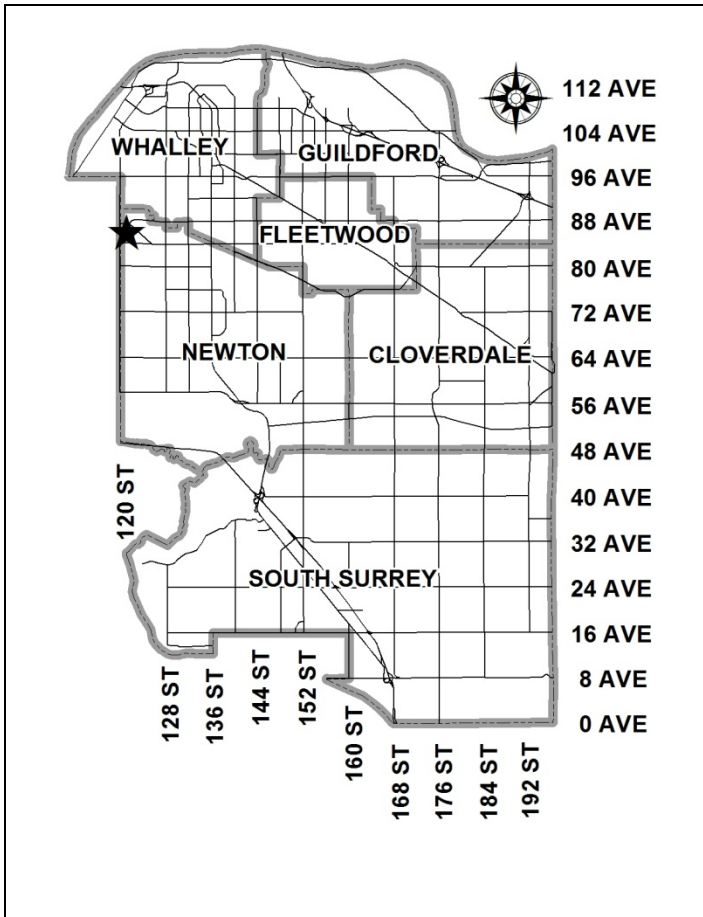 112 AVE
104 AVE
WHALLEY
GUILDFORD
96 AVE
88 AVE
FLEETWOOD
80 AVE
72 AVE
NEWTON
CLOVERDALE
64 AVE
56 AVE
48 AVE
120 ST
40 AVE
32 AVE
SOUTH SURREY
24 AVE
16 AVE
8 AVE
0 AVE
128 ST
136 ST
144 ST
152 ST
160 ST
168 ST
176 ST
184 ST
192 ST